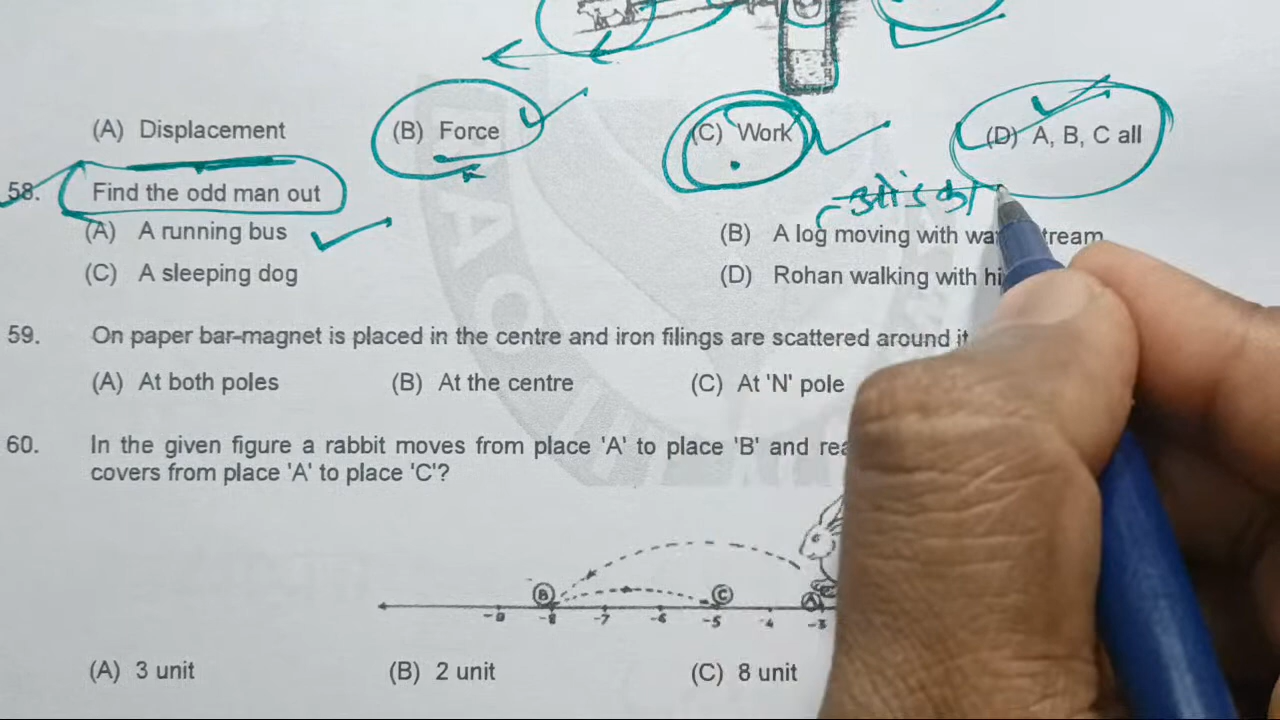 (A) Displacement (B) Force (C) Work (D) A, B, C all
58. Find the odd man out
(A) A running bus (B) A log moving with tream
(C) A sleeping dog (D) Rohan walking with
59. On paper bar-magnet is placed in the centre and iron filings are scattered around it
(A) At both poles (B) At the centre (C) At 'N' pole
60. In the given figure a rabbit moves from place 'A' to place 'B' and
covers from place 'A' to place 'C'?
B C A
-9 -8 -7 -6 -5 -4 -3
(A) 3 unit (B) 2 unit (C) 8 unit